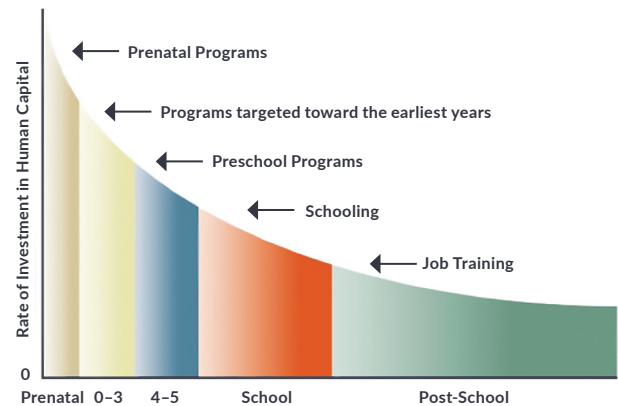 Rate of Investment in Human Capital
Prenatal Programs
Programs targeted toward the earliest years
Preschool Programs
Schooling
Job Training
0
Prenatal 0–3 4–5 School Post-School